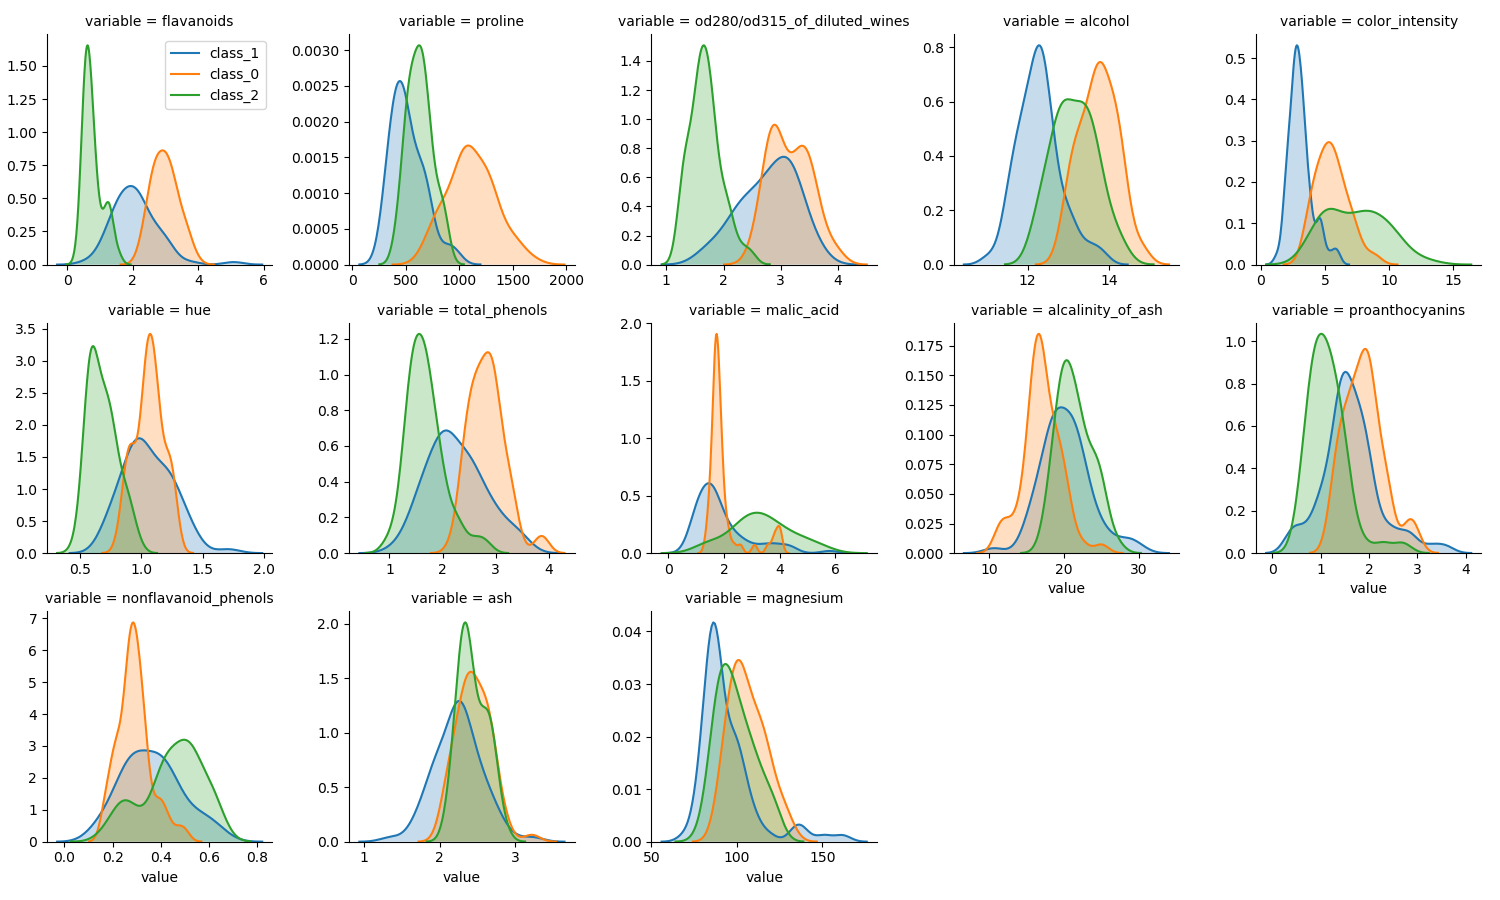 variable = flavanoids
variable = proline
variable = od280/od315_of_diluted_wines
variable = alcohol
variable = color_intensity
class_1
class_0
class_2
1.50
1.25
1.00
0.75
0.50
0.25
0.00
0 2 4 6
0.0030
0.0025
0.0020
0.0015
0.0010
0.0005
0.0000
0 500 1000 1500 2000
1.4
1.2
1.0
0.8
0.6
0.4
0.2
0.0
1 2 3 4
0.8
0.6
0.4
0.2
0.0
12 14
0.5
0.4
0.3
0.2
0.1
0.0
0 5 10 15
variable = hue
variable = total_phenols
variable = malic_acid
variable = alcalinity_of_ash
variable = proanthocyanins
3.5
3.0
2.5
2.0
1.5
1.0
0.5
0.0
0.5 1.0 1.5 2.0
1.2
1.0
0.8
0.6
0.4
0.2
0.0
1 2 3 4
2.0
1.5
1.0
0.5
0.0
0 2 4 6
0.175
0.150
0.125
0.100
0.075
0.050
0.025
0.000
10 20 30
value
1.0
0.8
0.6
0.4
0.2
0.0
0 1 2 3 4
value
variable = nonflavanoid_phenols
variable = ash
variable = magnesium
7
6
5
4
3
2
1
0
0.0 0.2 0.4 0.6 0.8
value
2.0
1.5
1.0
0.5
0.0
1 2 3
value
0.04
0.03
0.02
0.01
0.00
50 100 150
value